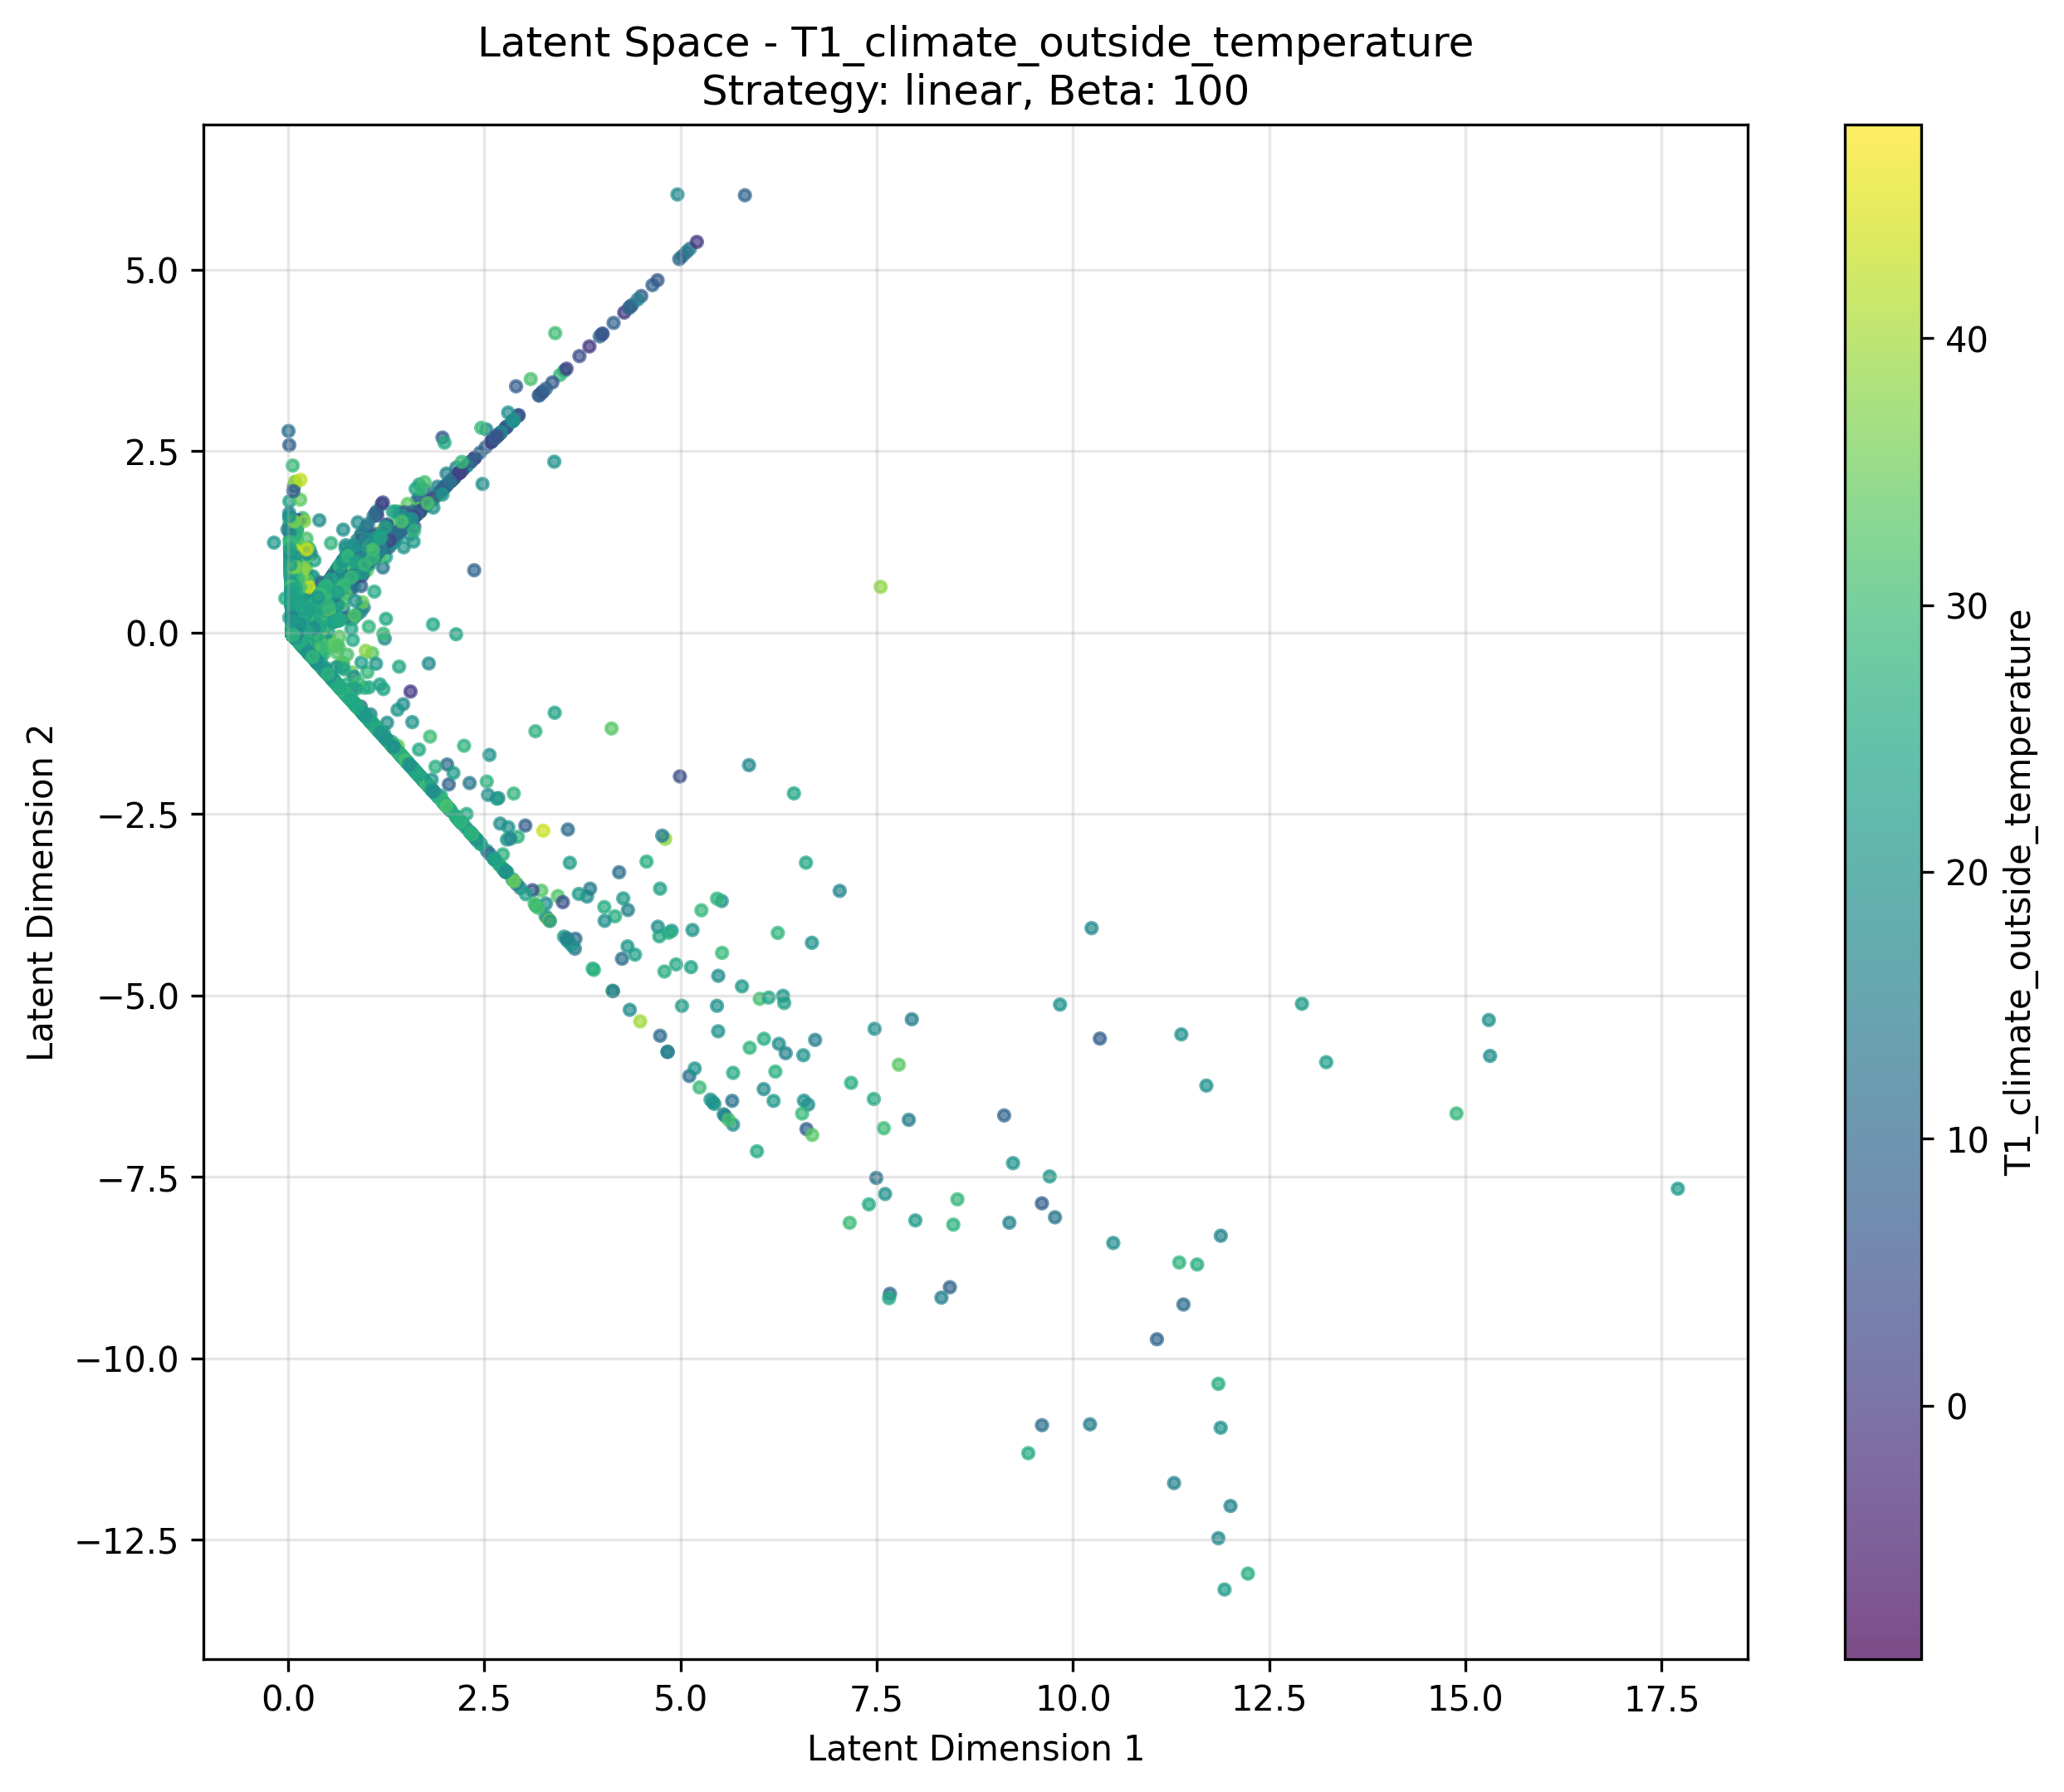 Latent Space - T1_climate_outside_temperature
Strategy: linear, Beta: 100
Latent Dimension 2
5.0
2.5
0.0
−2.5
−5.0
−7.5
−10.0
−12.5
0.0 2.5 5.0 7.5 10.0 12.5 15.0 17.5
Latent Dimension 1
40
30
20
10
0
T1_climate_outside_temperature